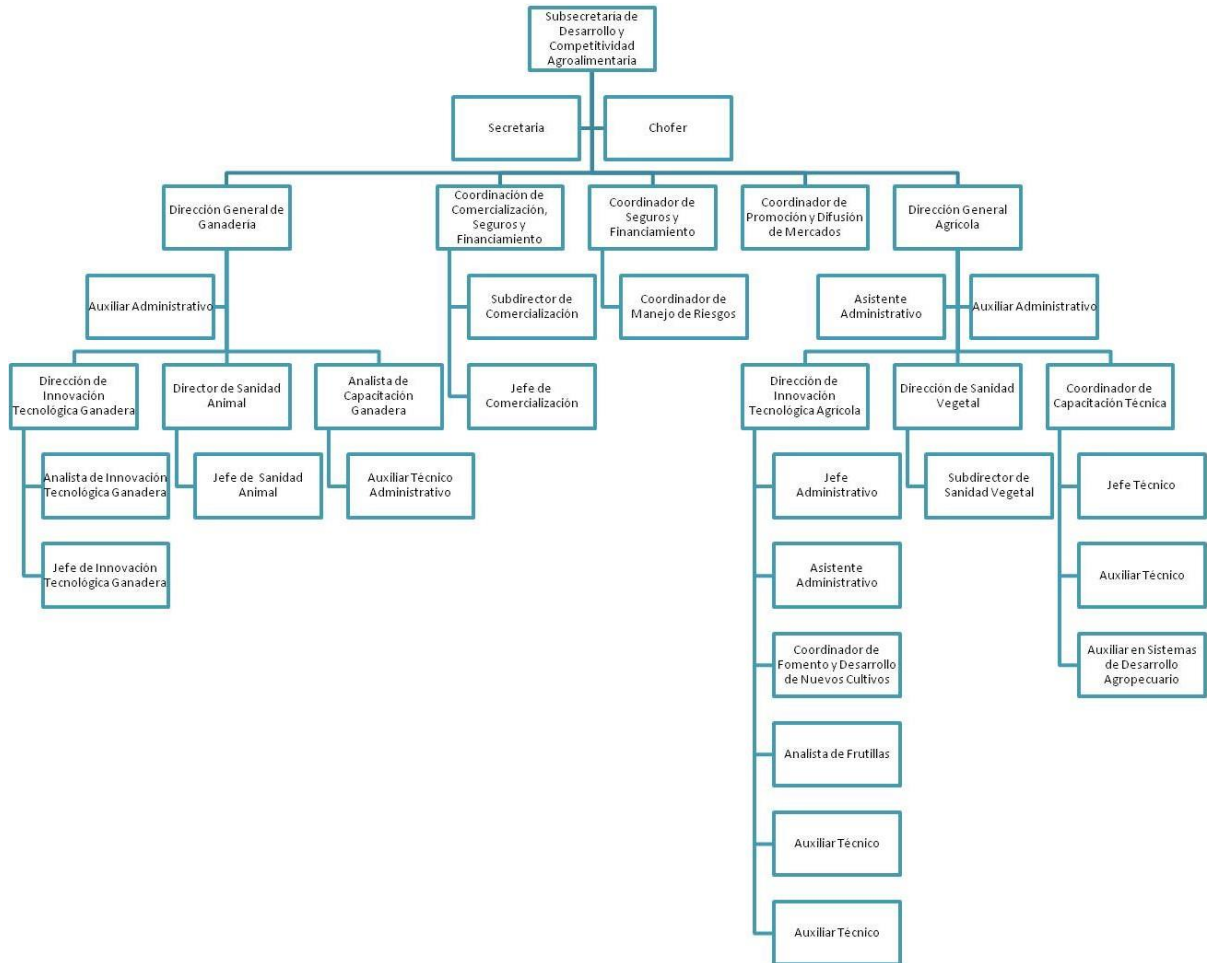 Subsecretaría de
Desarrollo y
Competitividad
Agroalimentaria
Secretaria
Chofer
Dirección General de
Ganadería
Coordinación de
Comercialización,
Seguros y
Financiamiento
Coordinador de
Seguros y
Financiamiento
Coordinador de
Promoción y Difusión
de Mercados
Dirección General
Agrícola
Auxiliar Administrativo
Subdirector de
Comercialización
Coordinador de
Manejo de Riesgos
Asistente
Administrativo
Auxiliar Administrativo
Dirección de
Innovación
Tecnológica Ganadera
Director de Sanidad
Animal
Analista de
Capacitación
Ganadera
Jefe de
Comercialización
Dirección de
Innovación
Tecnológica Agrícola
Dirección de Sanidad
Vegetal
Coordinador de
Capacitación Técnica
Analista de Innovación
Tecnológica Ganadera
Jefe de Sanidad
Animal
Auxiliar Técnico
Administrativo
Jefe
Administrativo
Subdirector de
Sanidad Vegetal
Jefe Técnico
Jefe de Innovación
Tecnológica Ganadera
Asistente
Administrativo
Auxiliar Técnico
Coordinador de
Fomento y Desarrollo
de Nuevos Cultivos
Auxiliar en Sistemas
de Desarrollo
Agropecuario
Analista de Frutillas
Auxiliar Técnico
Auxiliar Técnico